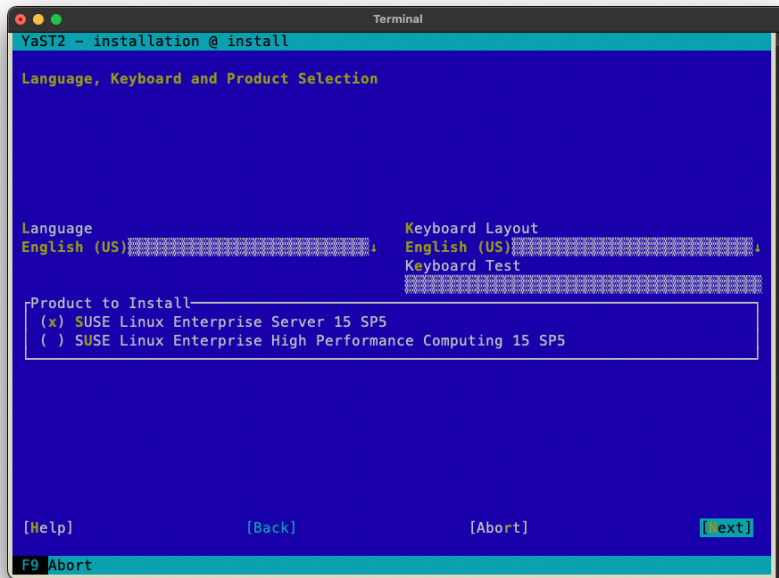 Terminal
YaST2 - installation @ install
Language, Keyboard and Product Selection
Language
English (US)
Keyboard Layout
English (US)
Keyboard Test
Product to Install
(x) SUSE Linux Enterprise Server 15 SP5
( ) SUSE Linux Enterprise High Performance Computing 15 SP5
[Help] [Back] [Abort] [Next]
F9 Abort